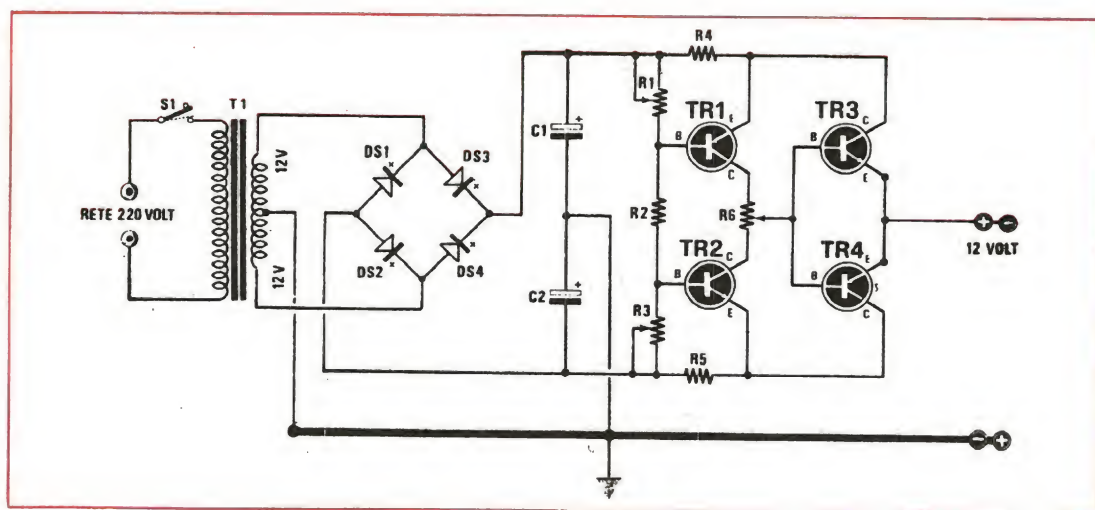 S1
T1
RETE 220 VOLT
12V
12V
DS1
DS3
DS2
DS4
C1
+
C2
+
R1
R2
R3
R4
R5
TR1
B
E
C
TR2
B
C
E
R6
TR3
B
C
E
TR4
B
E
C
+ -
12 VOLT
- +